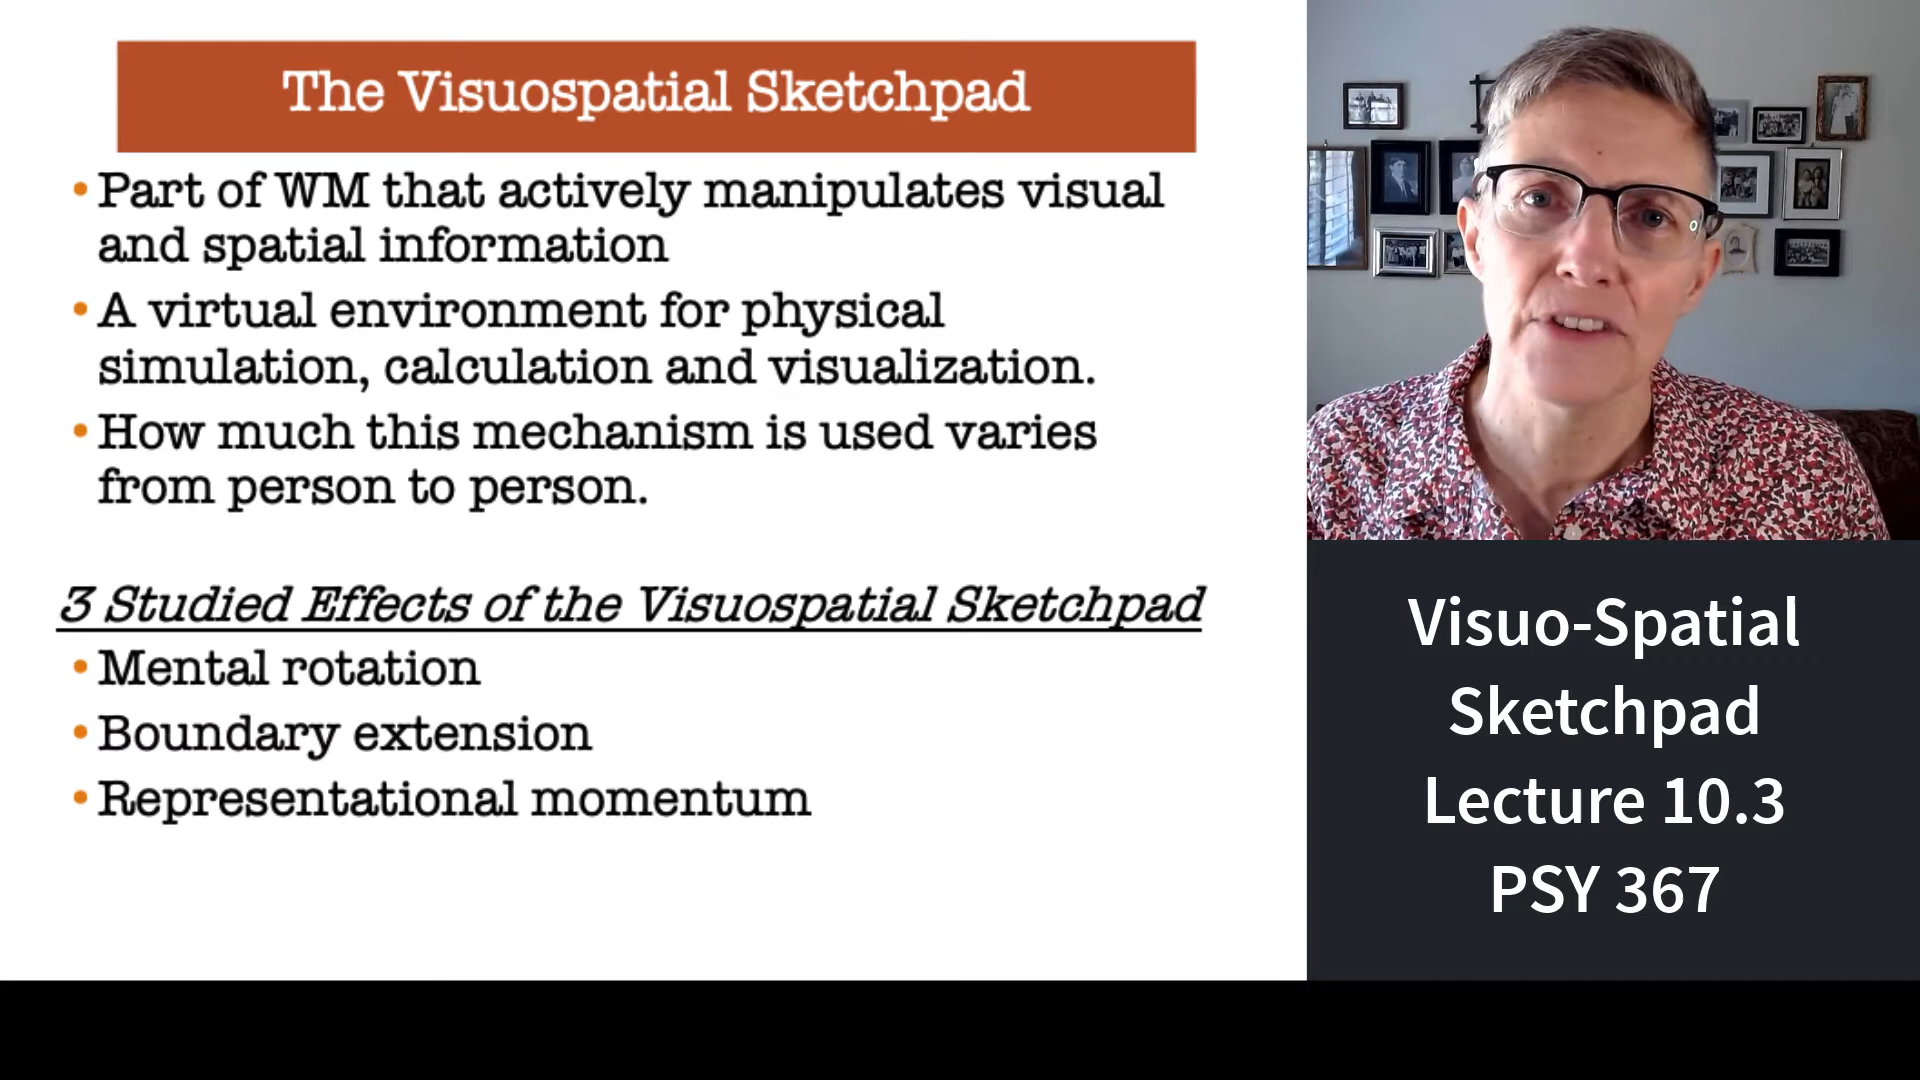 The Visuospatial Sketchpad
• Part of WM that actively manipulates visual
and spatial information
• A virtual environment for physical
simulation, calculation and visualization.
• How much this mechanism is used varies
from person to person.
3 Studied Effects of the Visuospatial Sketchpad
• Mental rotation
• Boundary extension
• Representational momentum
Visuo-Spatial
Sketchpad
Lecture 10.3
PSY 367